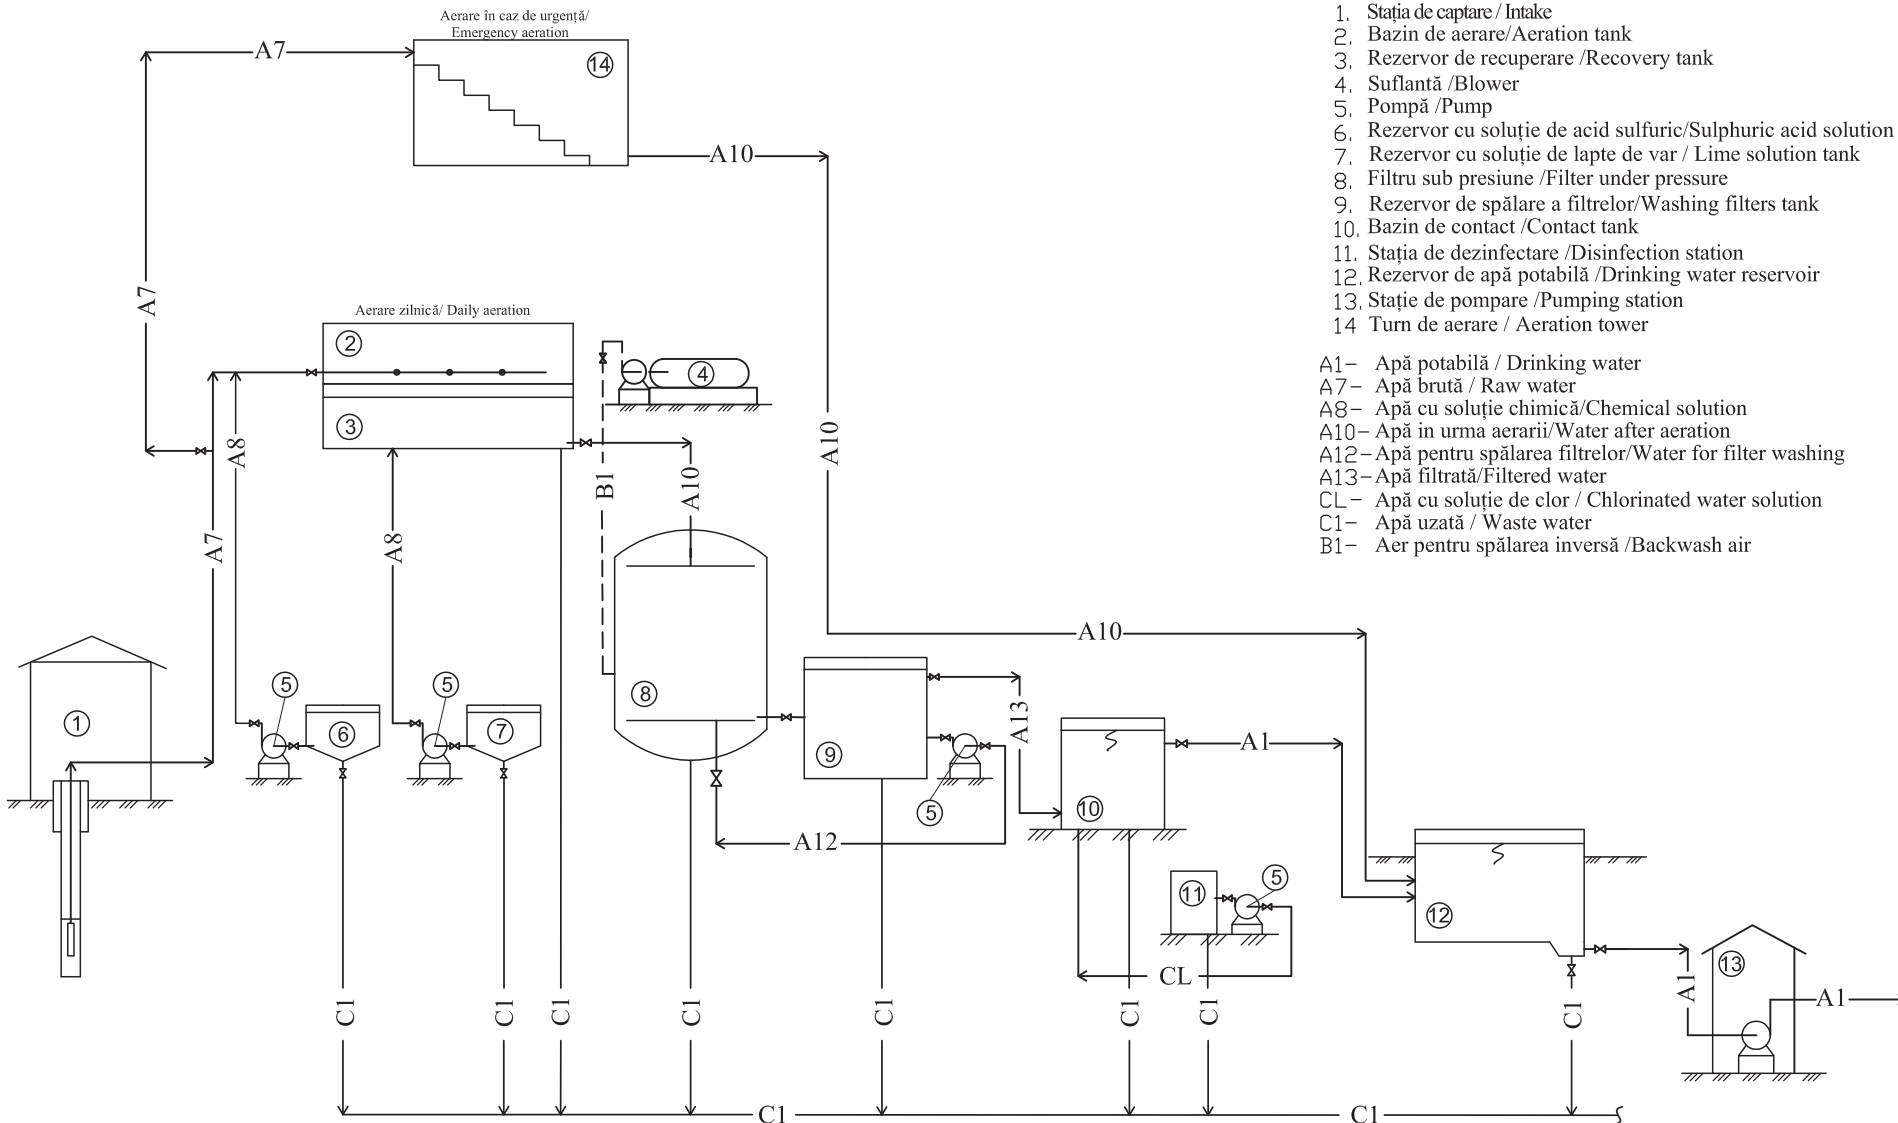 Aerare în caz de urgență/
Emergency aeration
A7
14
A10
A7
Aerare zilnică/ Daily aeration
2
4
3
A8
B1
A10
A10
A7
A8
A10
1
5
6
5
7
8
9
A13
5
A12
10
A1
11
5
CL
12
13
A1
A1
C1
C1
C1
C1
C1
C1
C1
C1
C1
C1
1. Stația de captare / Intake
2. Bazin de aerare/Aeration tank
3. Rezervor de recuperare /Recovery tank
4. Suflantă /Blower
5. Pompă /Pump
6. Rezervor cu soluție de acid sulfuric/Sulphuric acid solution
7. Rezervor cu soluție de lapte de var / Lime solution tank
8. Filtru sub presiune /Filter under pressure
9. Rezervor de spălare a filtrelor/Washing filters tank
10. Bazin de contact /Contact tank
11. Stația de dezinfectare /Disinfection station
12. Rezervor de apă potabilă /Drinking water reservoir
13. Stație de pompare /Pumping station
14 Turn de aerare / Aeration tower
A1- Apă potabilă / Drinking water
A7- Apă brută / Raw water
A8- Apă cu soluție chimică/Chemical solution
A10- Apă in urma aerarii/Water after aeration
A12- Apă pentru spălarea filtrelor/Water for filter washing
A13- Apă filtrată/Filtered water
CL- Apă cu soluție de clor / Chlorinated water solution
C1- Apă uzată / Waste water
B1- Aer pentru spălarea inversă /Backwash air